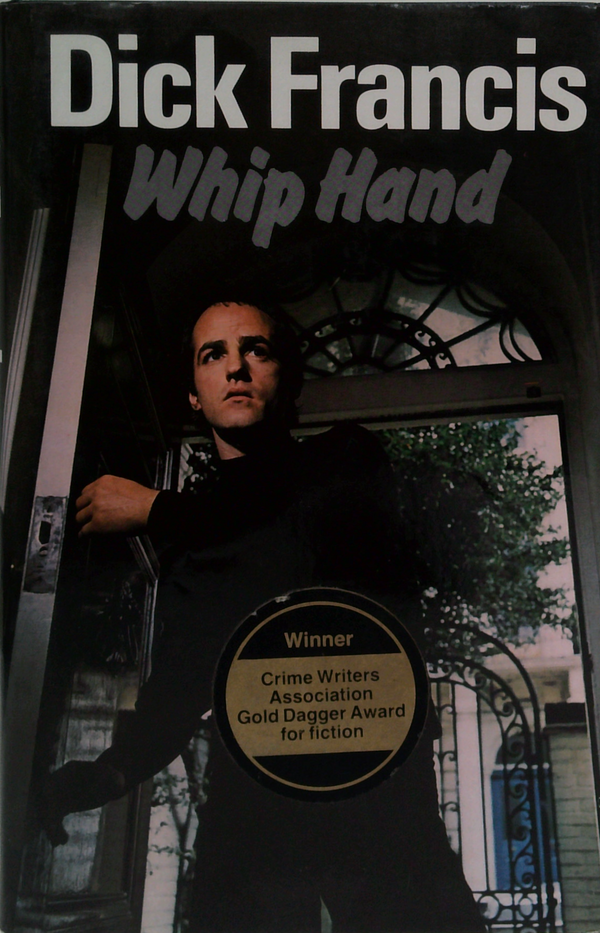 Dick Francis
Whip Hand
Winner
Crime Writers
Association
Gold Dagger Award
for fiction